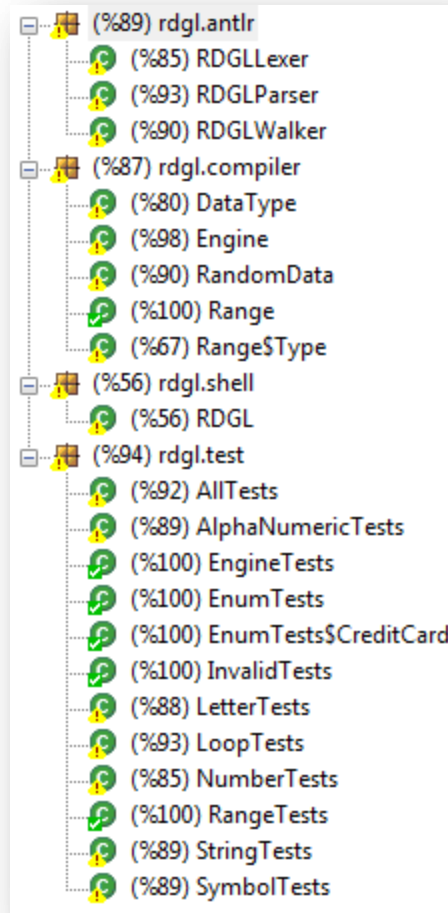 (%89) rdgl.antlr
(%85) RDGLLexer
(%93) RDGLParser
(%90) RDGLWalker
(%87) rdgl.compiler
(%80) DataType
(%98) Engine
(%90) RandomData
(%100) Range
(%67) Range$Type
(%56) rdgl.shell
(%56) RDGL
(%94) rdgl.test
(%92) AllTests
(%89) AlphaNumericTests
(%100) EngineTests
(%100) EnumTests
(%100) EnumTests$CreditCard
(%100) InvalidTests
(%88) LetterTests
(%93) LoopTests
(%85) NumberTests
(%100) RangeTests
(%89) StringTests
(%89) SymbolTests